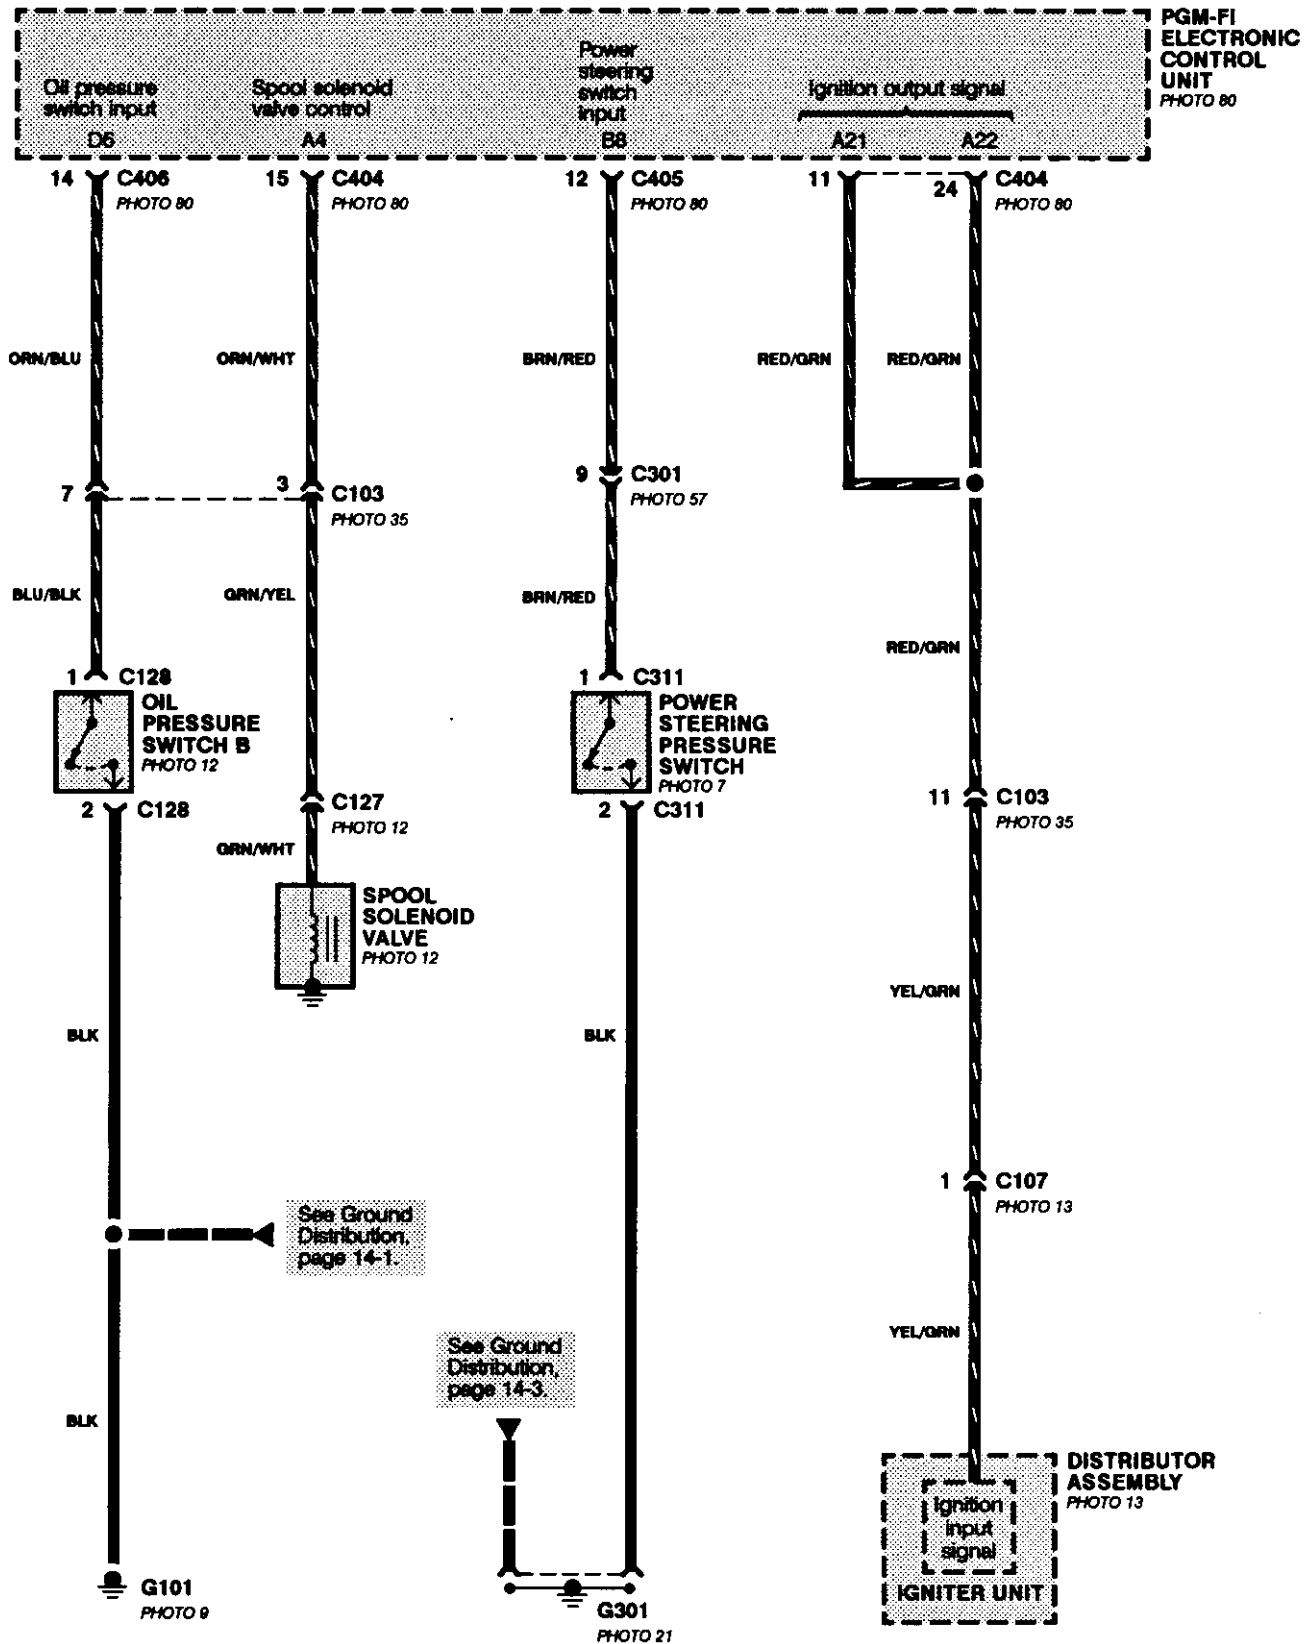 PGM-FI
ELECTRONIC
CONTROL
UNIT
PHOTO 80
Oil pressure
switch input
D6
Spool solenoid
valve control
A4
Power
steering
switch
input
B8
Ignition output signal
A21
A22
14
C406
PHOTO 80
15
C404
PHOTO 80
12
C405
PHOTO 80
11
24
C404
PHOTO 80
ORN/BLU
ORN/WHT
BRN/RED
RED/GRN
RED/GRN
7
3
C103
PHOTO 35
9
C301
PHOTO 57
BLU/BLK
GRN/YEL
BRN/RED
RED/GRN
1
C128
OIL
PRESSURE
SWITCH B
PHOTO 12
2
C128
1
C311
POWER
STEERING
PRESSURE
SWITCH
PHOTO 7
2
C311
C127
PHOTO 12
GRN/WHT
11
C103
PHOTO 35
SPOOL
SOLENOID
VALVE
PHOTO 12
YEL/GRN
BLK
BLK
1
C107
PHOTO 13
See Ground
Distribution,
page 14-1.
YEL/GRN
See Ground
Distribution,
page 14-3.
BLK
DISTRIBUTOR
ASSEMBLY
PHOTO 13
Ignition
input
signal
IGNITER UNIT
G101
PHOTO 9
G301
PHOTO 21